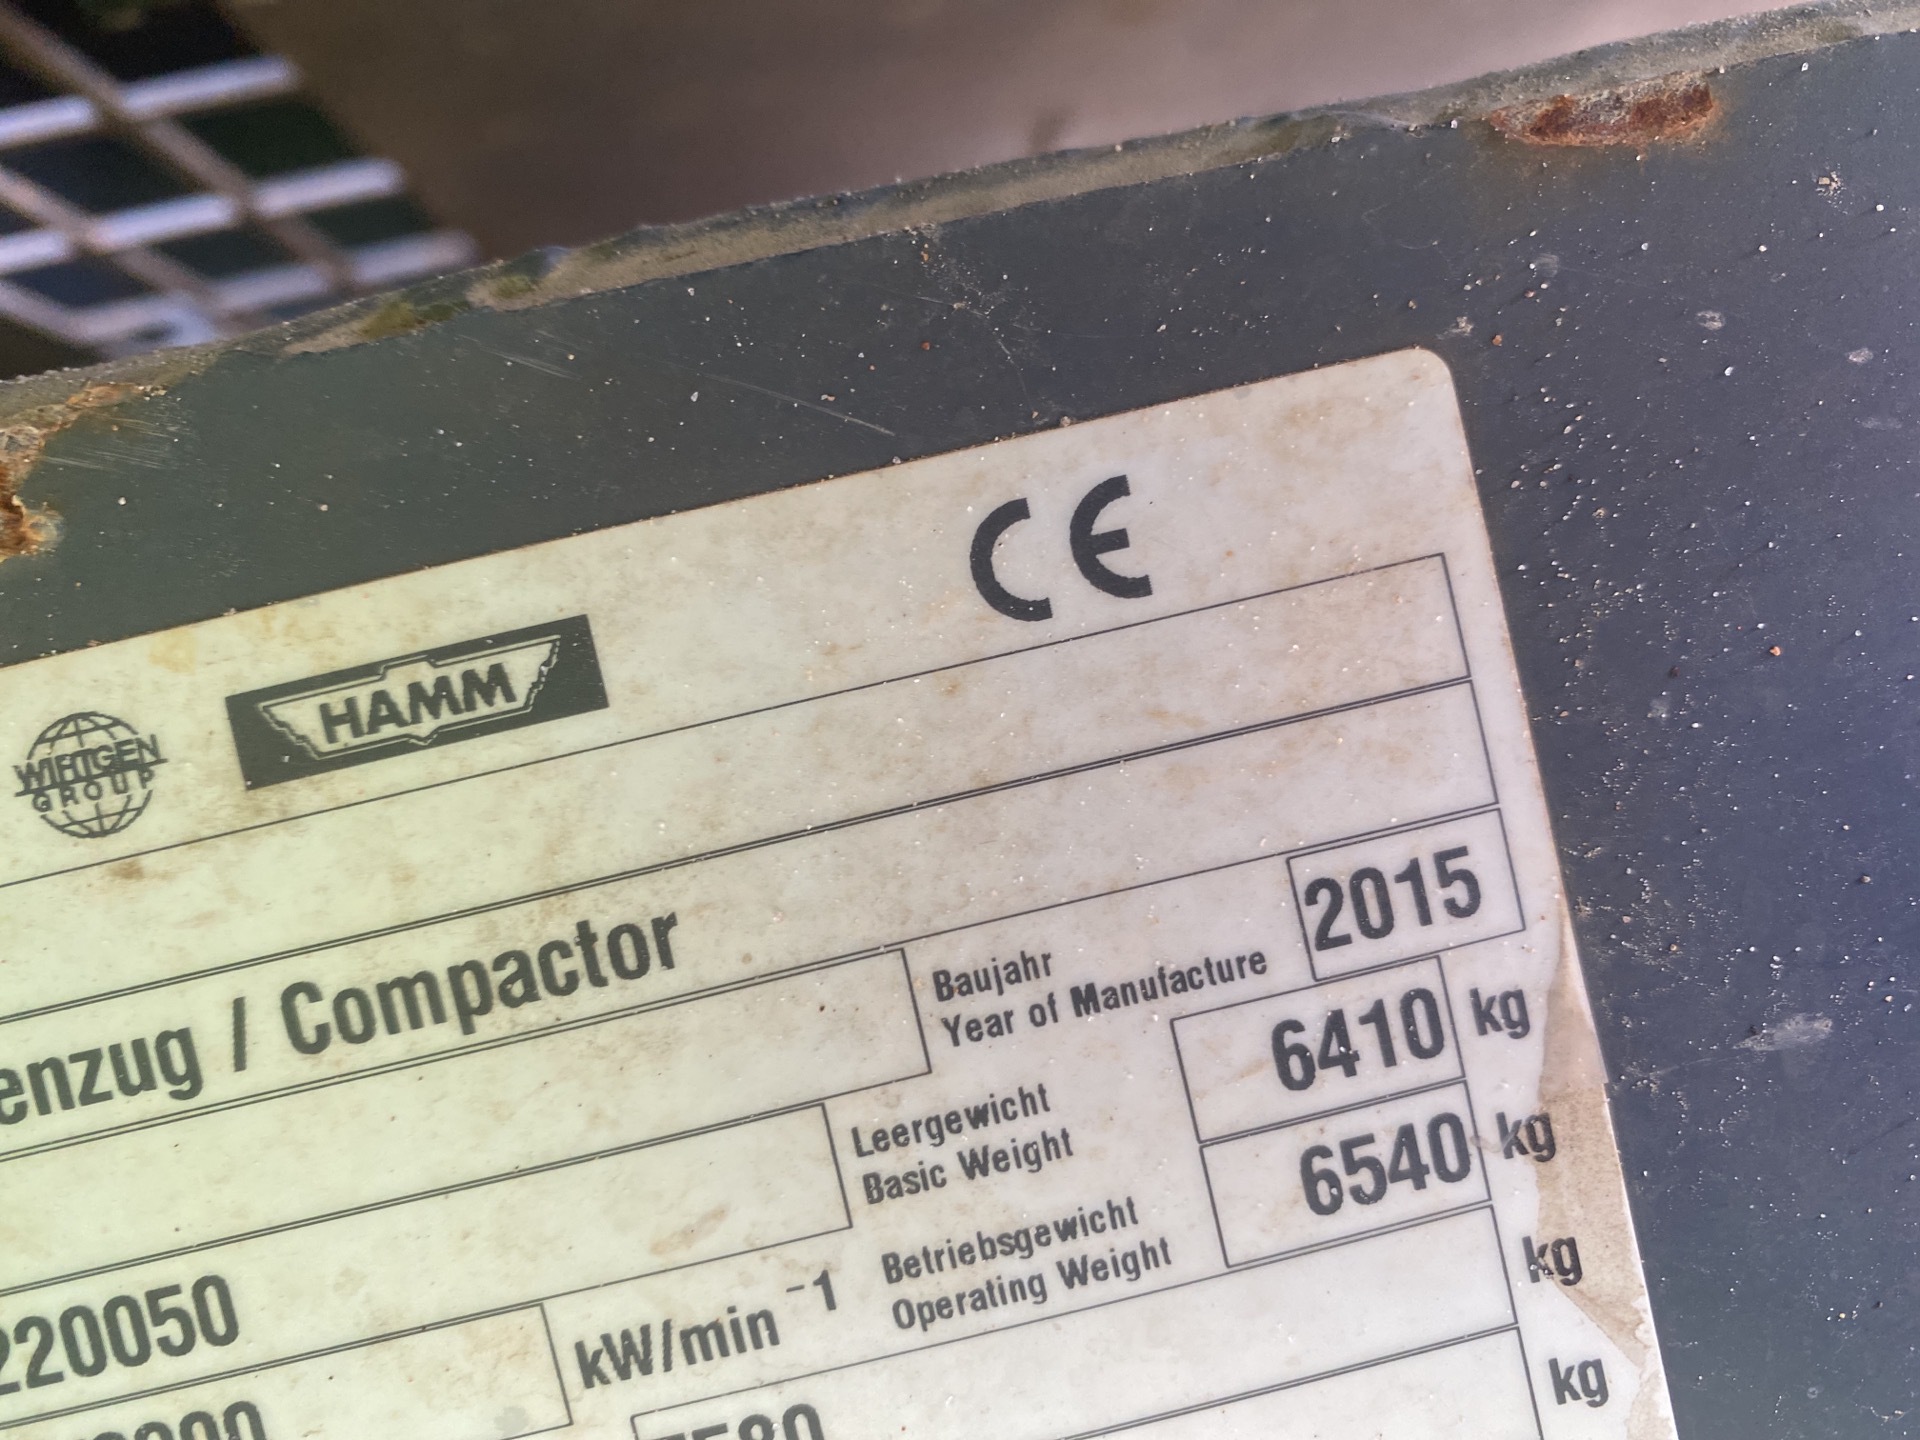 CE
WIRTGEN
GROUP
HAMM
enzug / Compactor
Baujahr
Year of Manufacture
2015
Leergewicht
Basic Weight
6410 kg
Betriebsgewicht
Operating Weight
6540 kg
kg
220050
kW/min⁻¹
kg